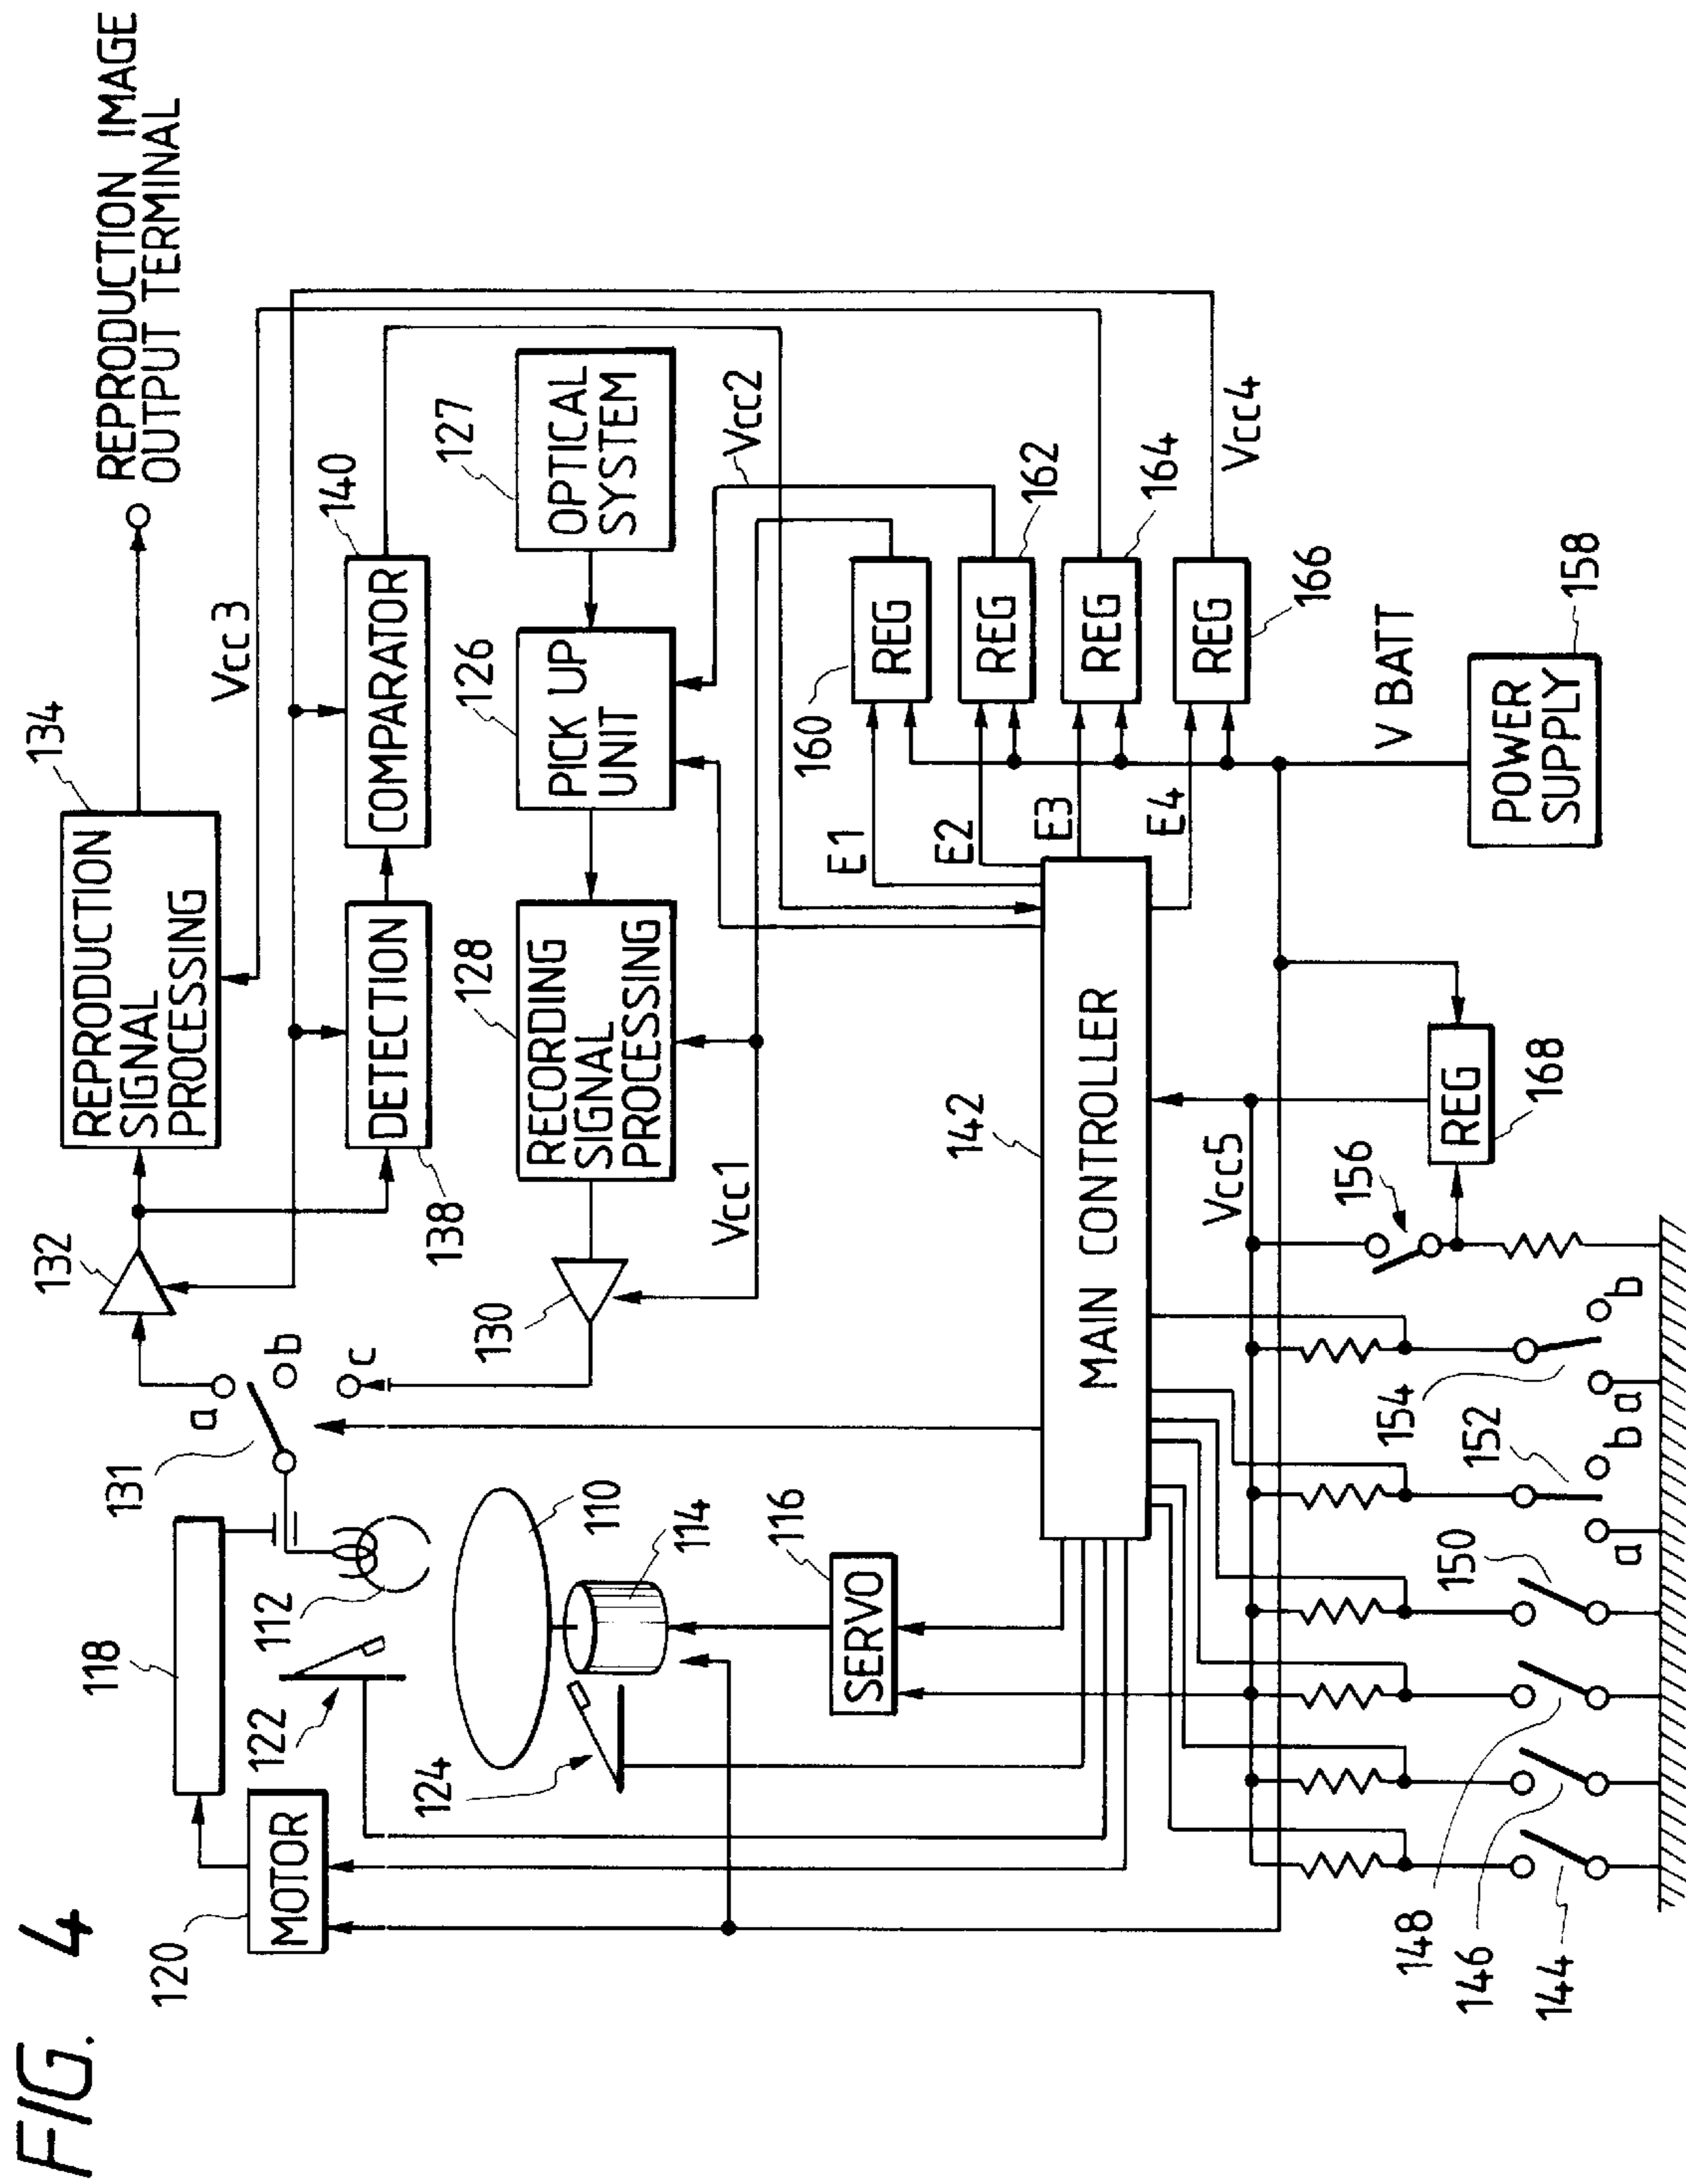 FIG. 4
REPRODUCTION IMAGE
OUTPUT TERMINAL
134
132
REPRODUCTION
SIGNAL
PROCESSING
Vcc 3
140
COMPARATOR
DETECTION
138
127
OPTICAL
SYSTEM
126
PICK UP
UNIT
128
RECORDING
SIGNAL
PROCESSING
130
Vcc1
Vcc2
a
b
c
131
118
120
MOTOR
112
122
110
114
124
116
SERVO
160
REG
REG
162
REG
164
REG
166
Vcc4
E1
E2
E3
E4
142
MAIN CONTROLLER
V BATT
POWER
SUPPLY
158
Vcc5
156
REG
168
154
a
b
152
a
b
150
148
146
144